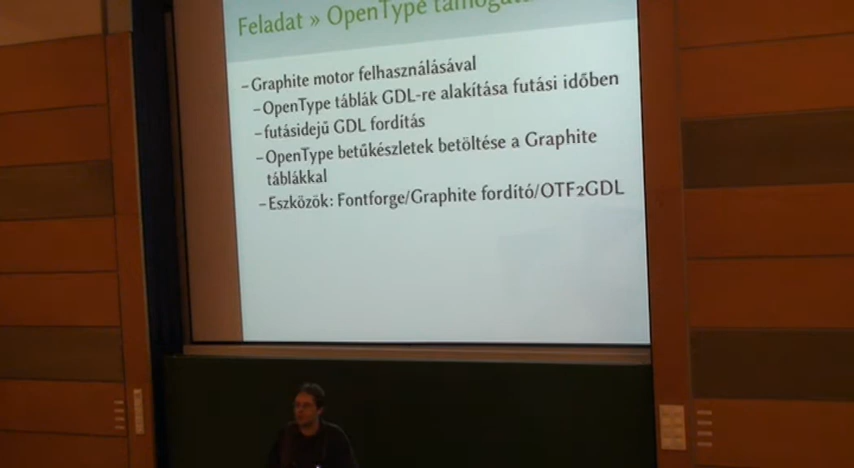 Feladat » OpenType
–Graphite motor felhasználásával
–OpenType táblák GDL-re alakítása futási időben
–futásidejű GDL fordítás
–OpenType betűkészletek betöltése a Graphite
táblákkal
–Eszközök: Fontforge/Graphite fordító/OTF2GDL